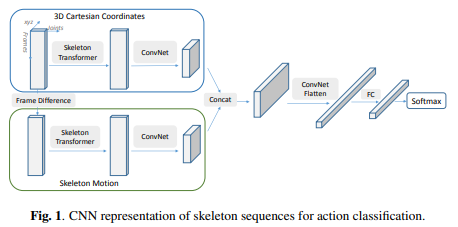 3D Cartesian Coordinates
xyz
Joints
Frames
Skeleton
Transformer
ConvNet
Frame Difference
Skeleton
Transformer
ConvNet
Skeleton Motion
Concat
ConvNet
Flatten
FC
Softmax
Fig. 1. CNN representation of skeleton sequences for action classification.